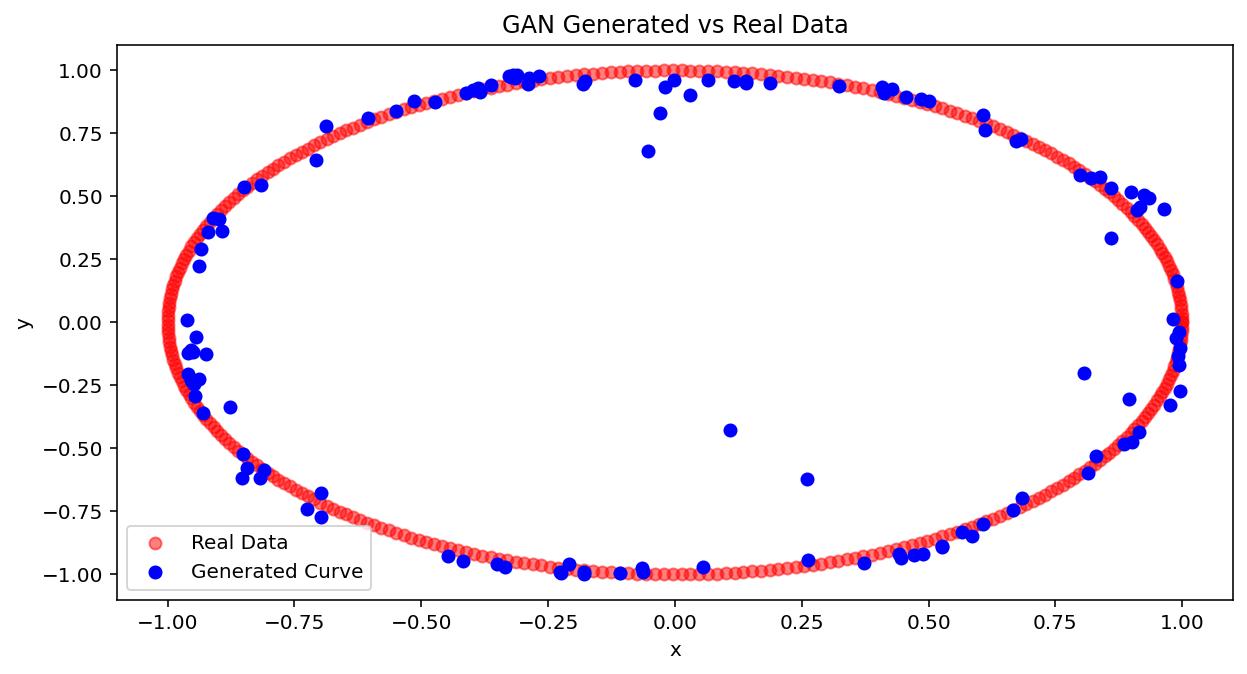 GAN Generated vs Real Data
1.00
0.75
0.50
0.25
0.00
−0.25
−0.50
−0.75
−1.00
y
Real Data
Generated Curve
−1.00 −0.75 −0.50 −0.25 0.00 0.25 0.50 0.75 1.00
x